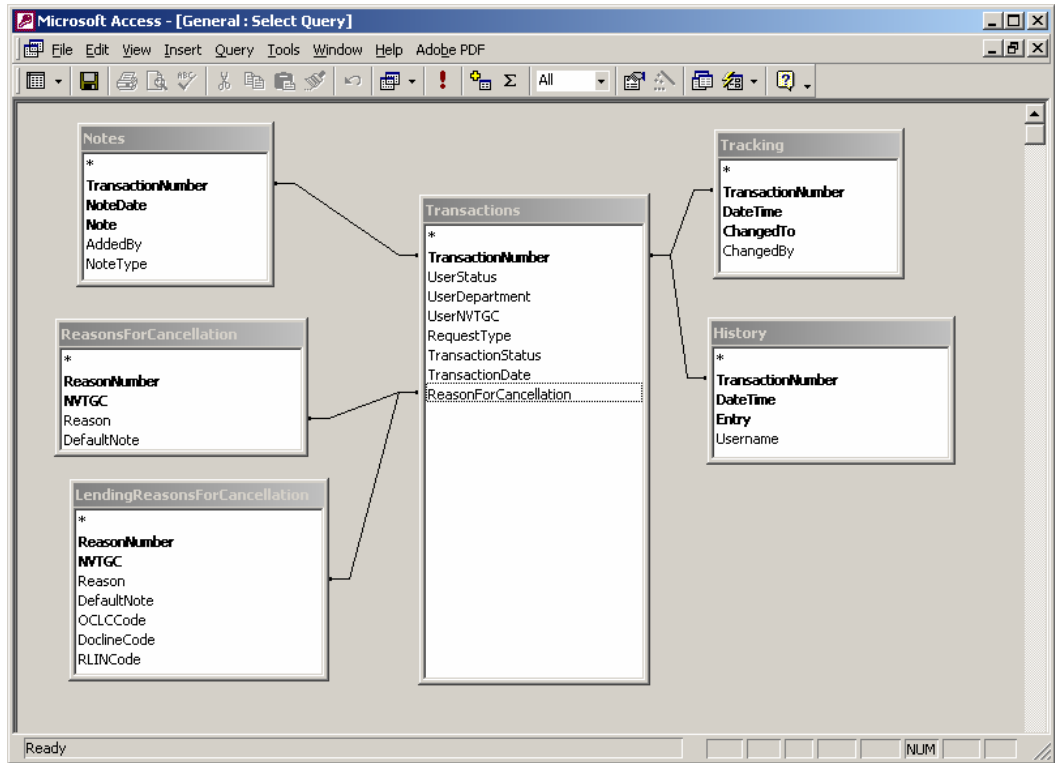 Microsoft Access - [General : Select Query]
File Edit View Insert Query Tools Window Help Adobe PDF
ABC Σ All
Notes
*
TransactionNumber
NoteDate
Note
AddedBy
NoteType
ReasonsForCancellation
*
ReasonNumber
NVTGC
Reason
DefaultNote
LendingReasonsForCancellation
*
ReasonNumber
NVTGC
Reason
DefaultNote
OCLCCode
DoclineCode
RLINCode
Transactions
*
TransactionNumber
UserStatus
UserDepartment
UserNVTGC
RequestType
TransactionStatus
TransactionDate
ReasonForCancellation
Tracking
*
TransactionNumber
DateTime
ChangedTo
ChangedBy
History
*
TransactionNumber
DateTime
Entry
Username
Ready NUM